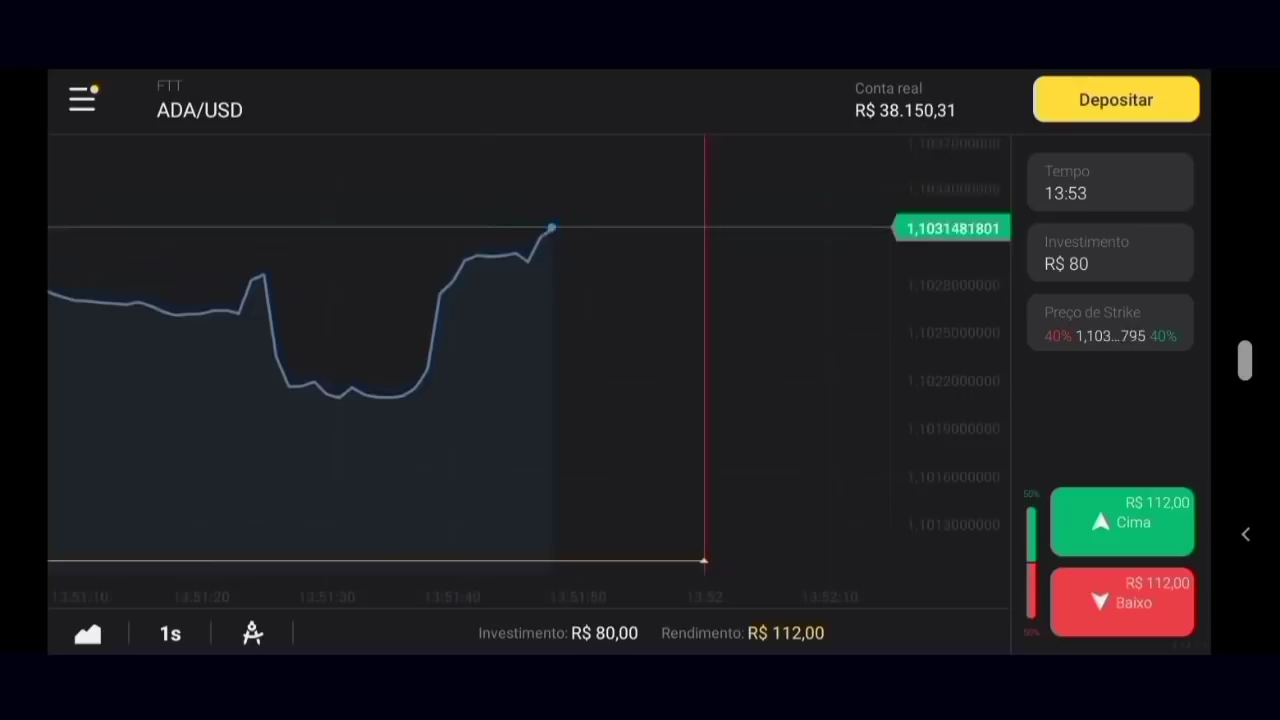 FTT
ADA/USD
Conta real
R$ 38.150,31
Depositar
1,1037000000
1,1034000000
1,1031481801
1,1028000000
1,1025000000
1,1022000000
1,1019000000
1,1016000000
1,1013000000
Tempo
13:53
Investimento
R$ 80
Preço de Strike
40% 1,103...795 40%
50%
R$ 112,00
Cima
R$ 112,00
Baixo
50%
13:51:10 13:51:20 13:51:30 13:51:40 13:51:50 13:52 13:52:10
1s
Investimento: R$ 80,00 Rendimento: R$ 112,00